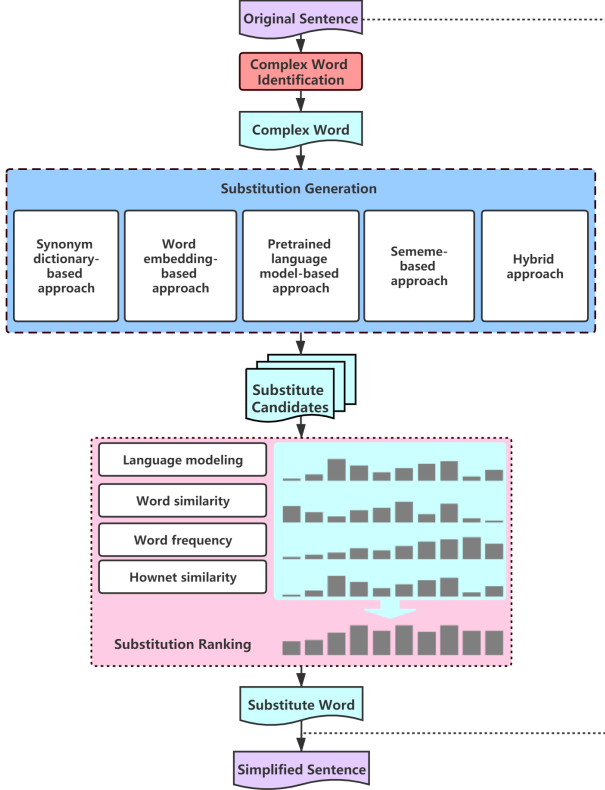 Original Sentence
Complex Word
Identification
Complex Word
Substitution Generation
Synonym
dictionary-
based
approach
Word
embedding-
based
approach
Pretrained
language
model-based
approach
Sememe-
based
approach
Hybrid
approach
Substitute
Candidates
Language modeling
Word similarity
Word frequency
Hownet similarity
Substitution Ranking
Substitute Word
Simplified Sentence